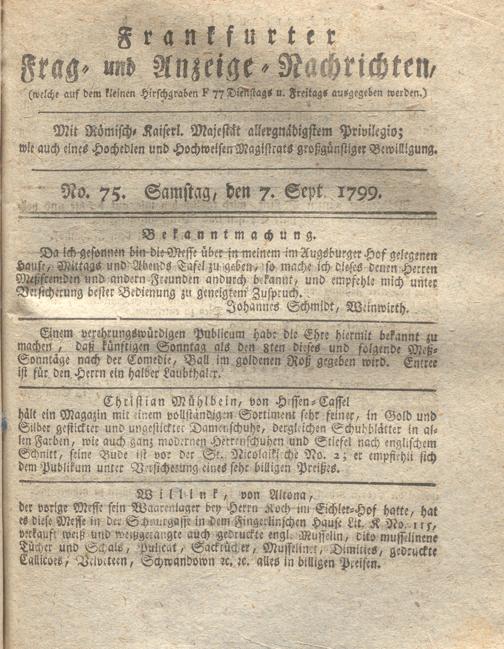 Frankfurter
Frag- und Anzeige-Nachrichten,
(welche auf dem kleinen Hirschgraben F 77 Dienstags u. Freitags ausgegeben werden.)
Mit Römisch-Kaiserl. Majestät allergnädigstem Privilegio;
wie auch eines Hochedlen und Hochweisen Magistrats großgünstiger Bewilligung.
No. 75. Samstag, den 7. Sept. 1799.
Bekanntmachung.
Da ich gesonnen bin die Messe über in meinem im Augsburger Hof gelegenen
Hause, Mittags und Abends Tafel zu geben, so mache ich dieses denen Herren
Meßfremden und andern Freunden andurch bekannt, und empfehle mich unter
Versicherung bester Bedienung zu geneigtem Zuspruch.
Johannes Schmidt, Weinwirth.
Einem verehrungswürdigen Publicum habe die Ehre hiermit bekannt zu
machen, daß künftigen Sonntag als den 8ten dieses und folgende Meß-
Sonntäge nach der Comedie, Ball im goldenen Roß gegeben wird. Entree
ist für den Herrn ein halber Laubthaler.
Christian Mühlbein, von Hessen-Cassel
hält ein Magazin mit einem vollständigen Sortiment sehr feiner, in Gold und
Silber gestickter und ungestickter Damenschuhe, dergleichen Schuhblätter in al-
len Farben, wie auch ganz modernen Herrenschuhen und Stiefel nach englischem
Schnitt, seine Bude ist vor der St. Nicolaikirche No. 2; er empfiehlt sich
dem Publikum unter Versicherung eines sehr billigen Preißes.
Willink, von Altona,
der vorige Messe sein Waarenlager bey Herrn Koch im Eichler-Hof hatte, hat
es diese Messe in der Schnurgasse in dem Fingerlinschen Hause Lit. K No. 115,
verkauft weiß und weißgerangte auch gedruckte engl. Musselin, dito musselinene
Tücher und Schals, Pulicat, Sacktücher, Musselinet, Dimities, gedruckte
Callicoes, Velveteen, Schwandown ꝛc. ꝛc. alles in billigen Preisen.